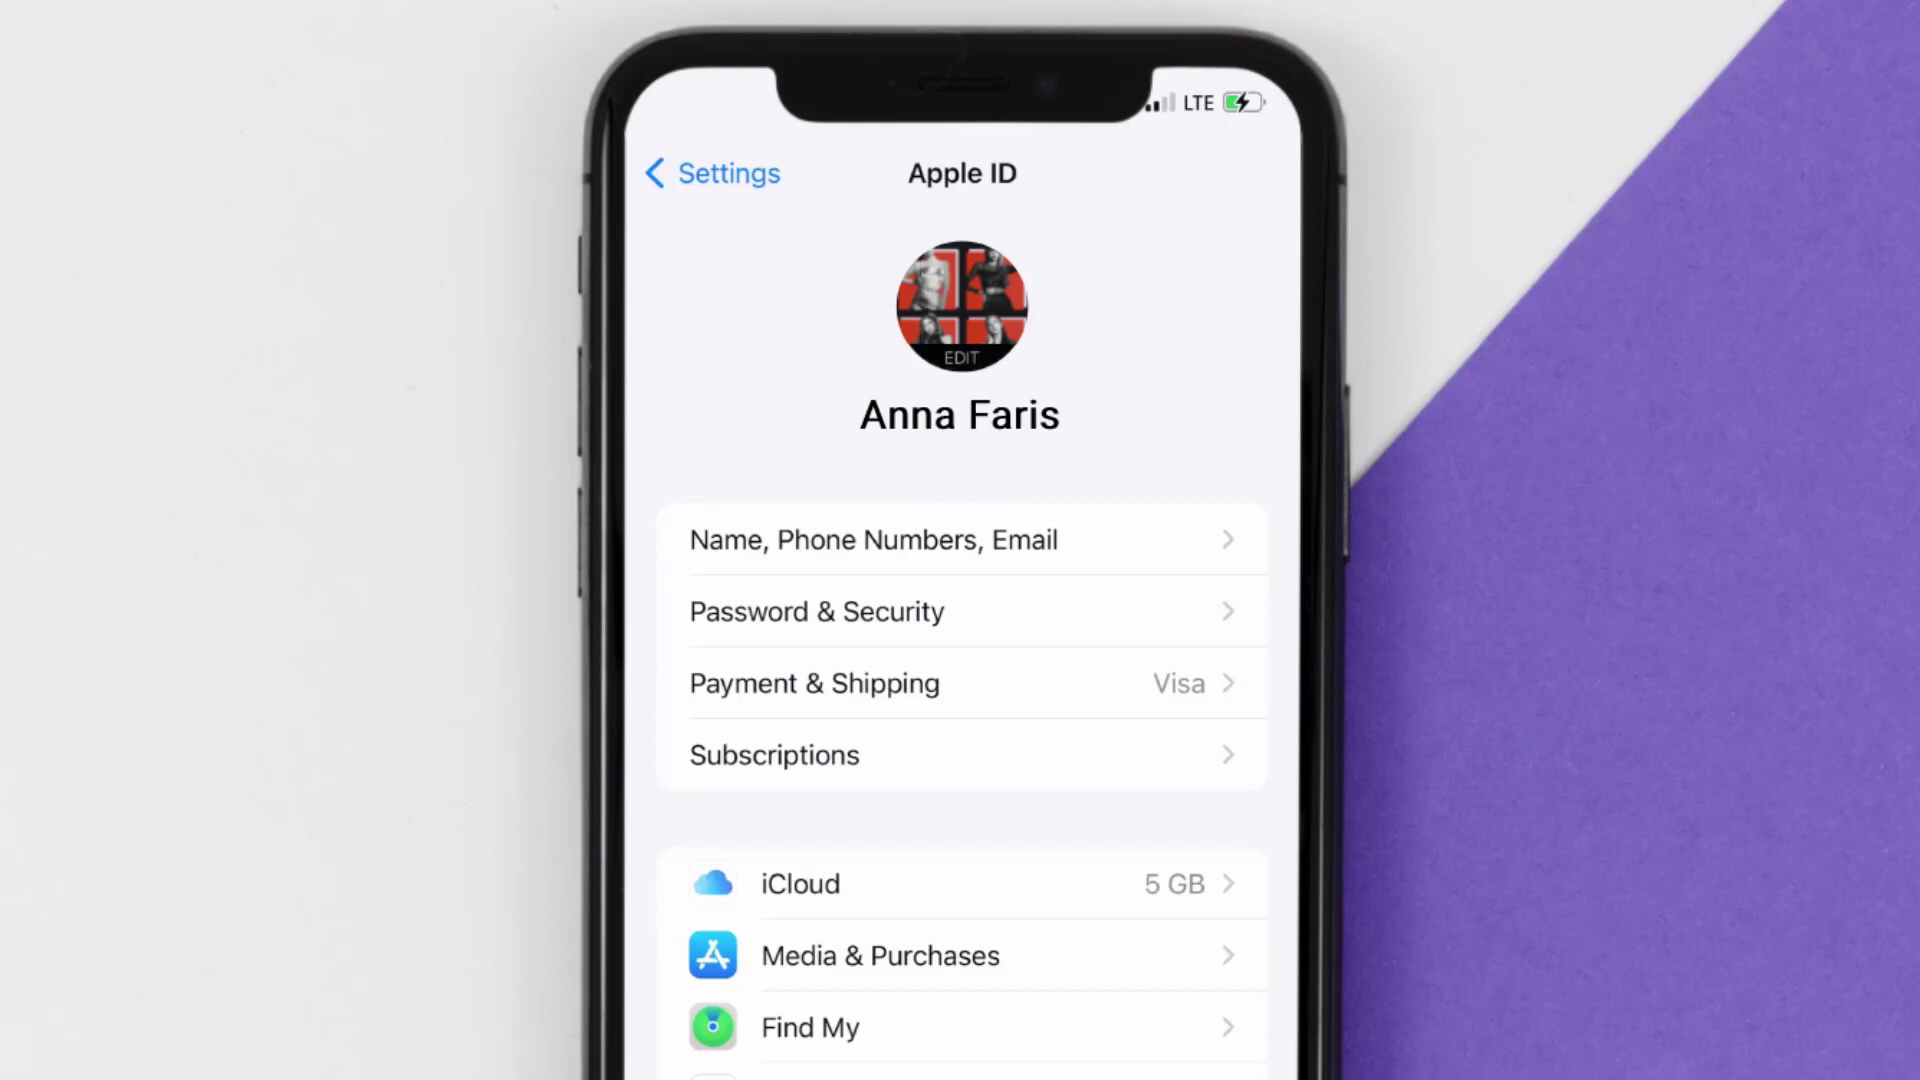 LTE
Settings
Apple ID
EDIT
Anna Faris
Name, Phone Numbers, Email
Password & Security
Payment & Shipping Visa
Subscriptions
iCloud 5 GB
Media & Purchases
Find My